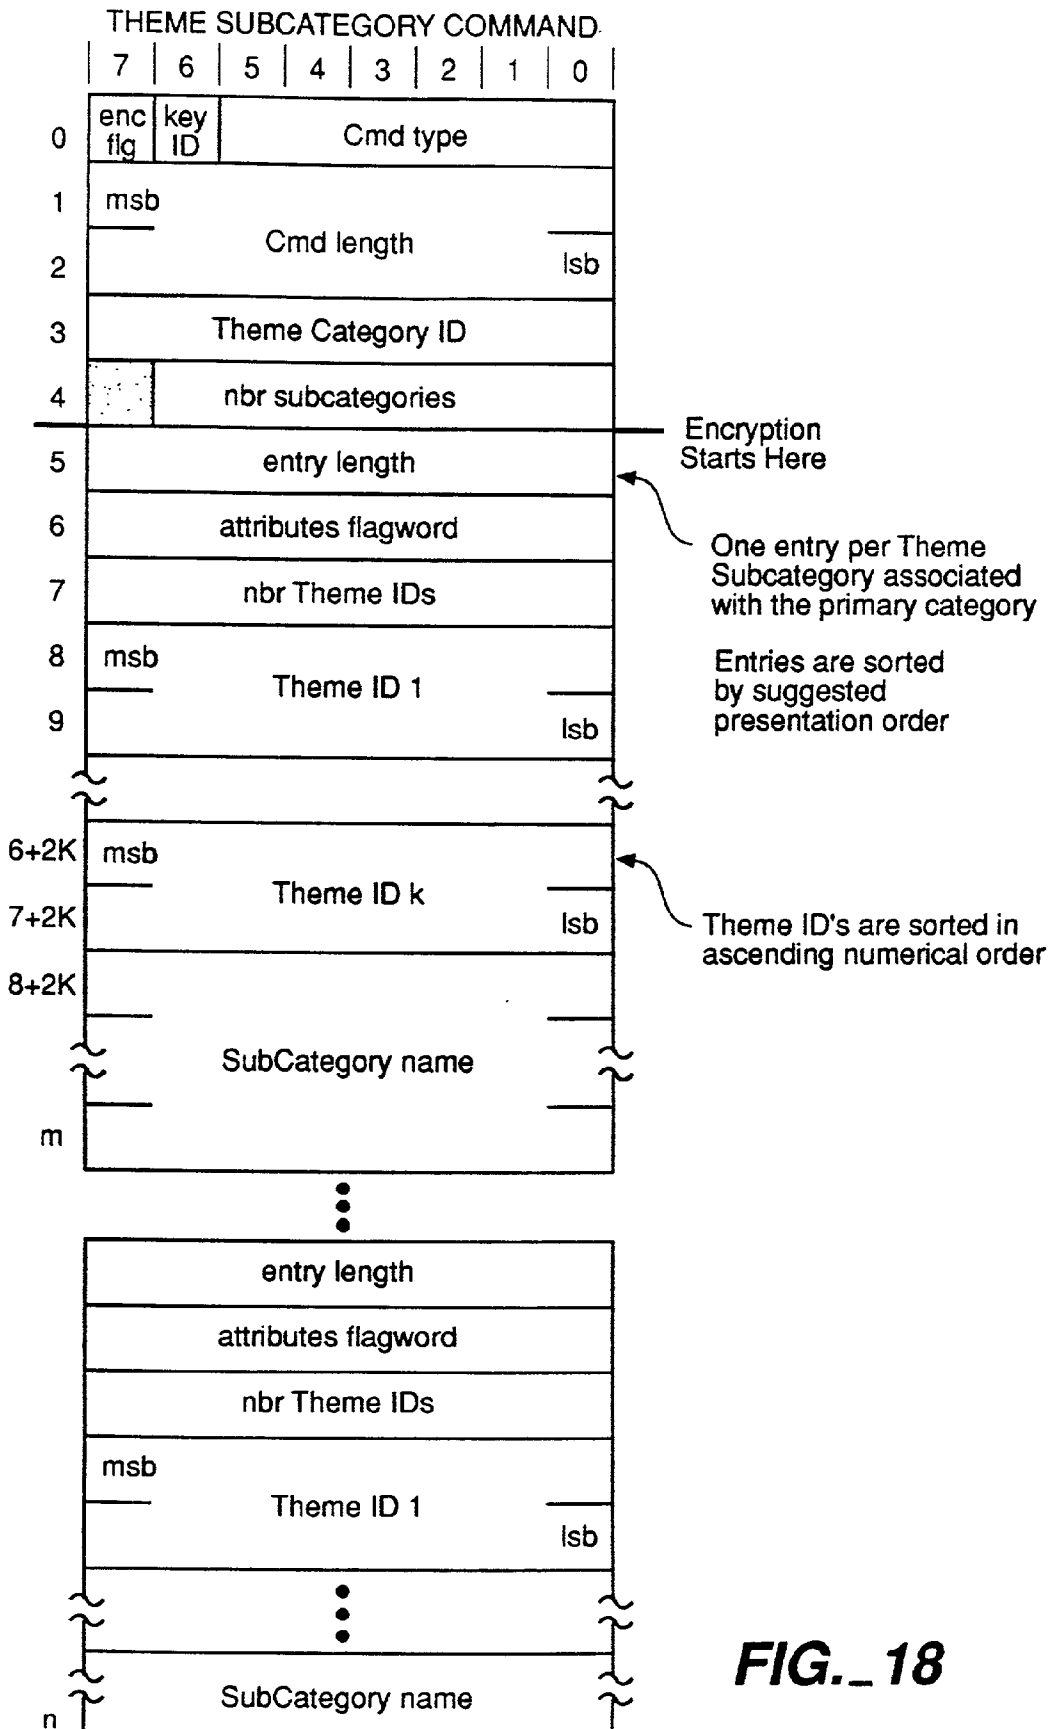 THEME SUBCATEGORY COMMAND
7 6 5 4 3 2 1 0
0 enc flg key ID Cmd type
1 msb
Cmd length
2 lsb
3 Theme Category ID
4 nbr subcategories
Encryption
Starts Here
5 entry length
6 attributes flagword
One entry per Theme
Subcategory associated
with the primary category
7 nbr Theme IDs
8 msb
Theme ID 1
9 lsb
Entries are sorted
by suggested
presentation order
6+2K msb
Theme ID k
7+2K lsb
Theme ID's are sorted in
ascending numerical order
8+2K
SubCategory name
m
entry length
attributes flagword
nbr Theme IDs
msb
Theme ID 1
lsb
SubCategory name
n
FIG._18